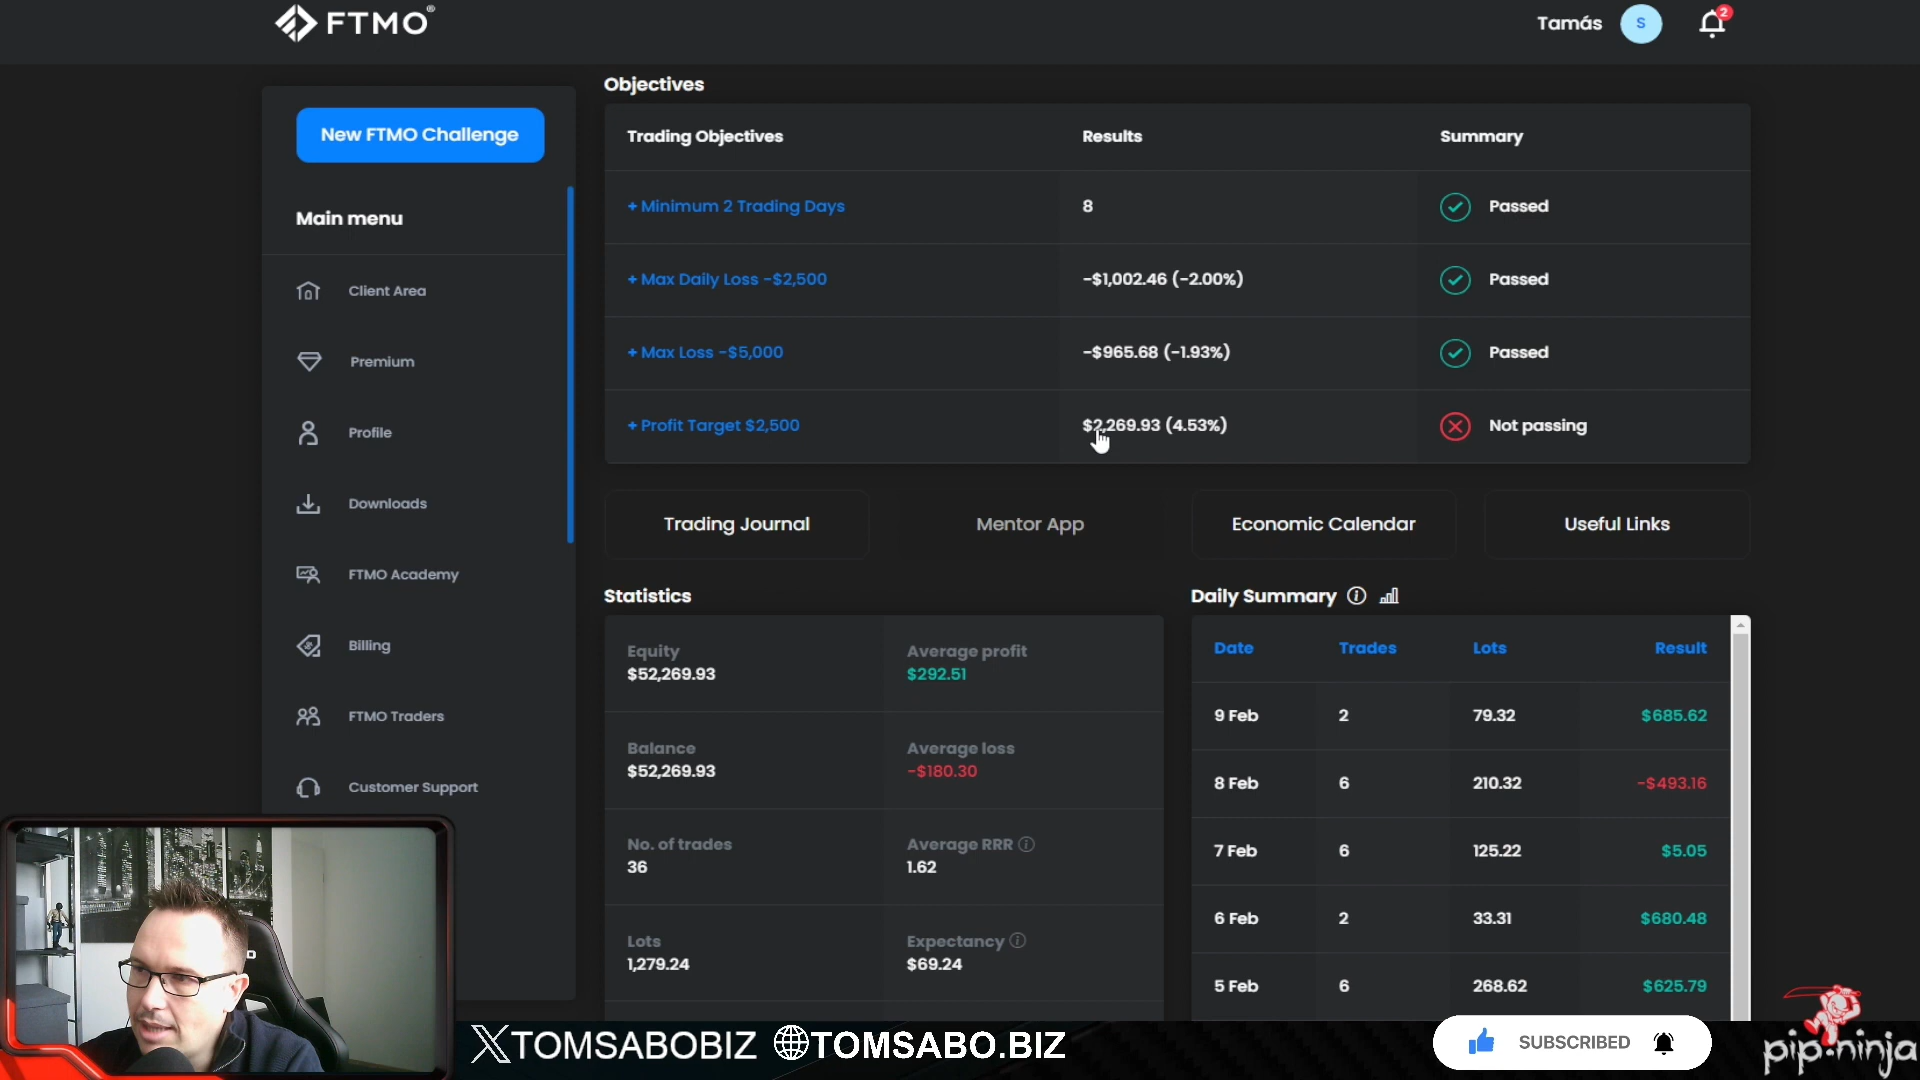 FTMO®
Tamás
S
2
New FTMO Challenge
Main menu
Client Area
Premium
Profile
Downloads
FTMO Academy
Billing
FTMO Traders
Customer Support
Objectives
Trading Objectives Results Summary
+ Minimum 2 Trading Days 8 Passed
+ Max Daily Loss -$2,500 -$1,002.46 (-2.00%) Passed
+ Max Loss -$5,000 -$965.68 (-1.93%) Passed
+ Profit Target $2,500 $2,269.93 (4.53%) Not passing
Trading Journal Mentor App Economic Calendar Useful Links
Statistics
Equity Average profit
$52,269.93 $292.51
Balance Average loss
$52,269.93 -$180.30
No. of trades Average RRR
36 1.62
Lots Expectancy
1,279.24 $69.24
Daily Summary
Date Trades Lots Result
9 Feb 2 79.32 $685.62
8 Feb 6 210.32 -$493.16
7 Feb 6 125.22 $5.05
6 Feb 2 33.31 $680.48
5 Feb 6 268.62 $625.79
XTOMSABOBIZ TOMSABO.BIZ
SUBSCRIBED
pip.ninja